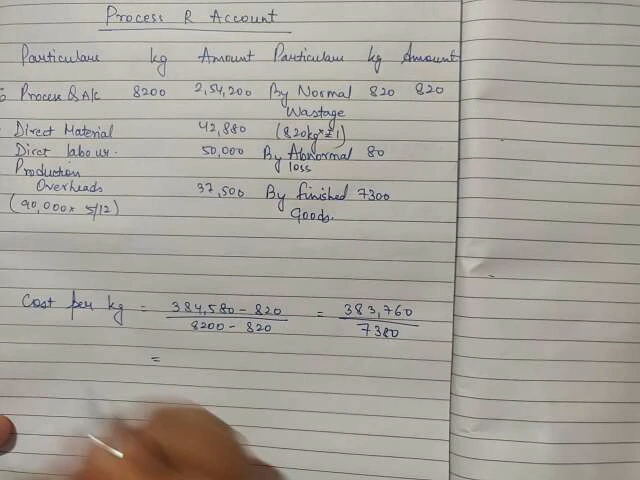 Process R Account
Particulars kg Amount Particulars kg Amount
Process Q A/c 8200 2,54,200 By Normal 820 820
Wastage
Direct Material 42,880 (820kg × ₹1)
Direct labour. 50,000 By Abnormal 80
loss
Production
Overheads 37,500 By finished 7300
(90,000 × 5/12) Goods.
Cost per kg = 384,580 - 820 = 383,760
8200 - 820 7380
=